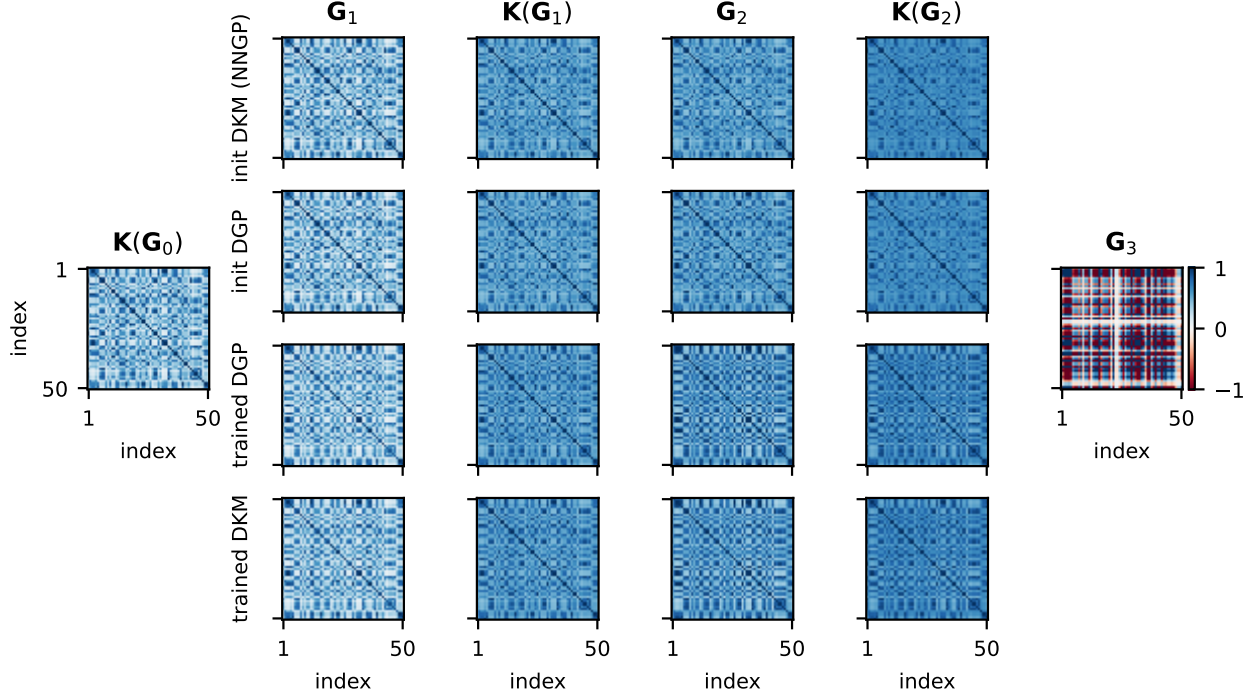 G₁ K(G₁) G₂ K(G₂)
init DKM (NNGP)
init DGP
trained DGP
trained DKM
K(G₀)
index
1
50
1 50
index
G₃
1
0
−1
1 50
index
1 50 1 50 1 50 1 50
index index index index